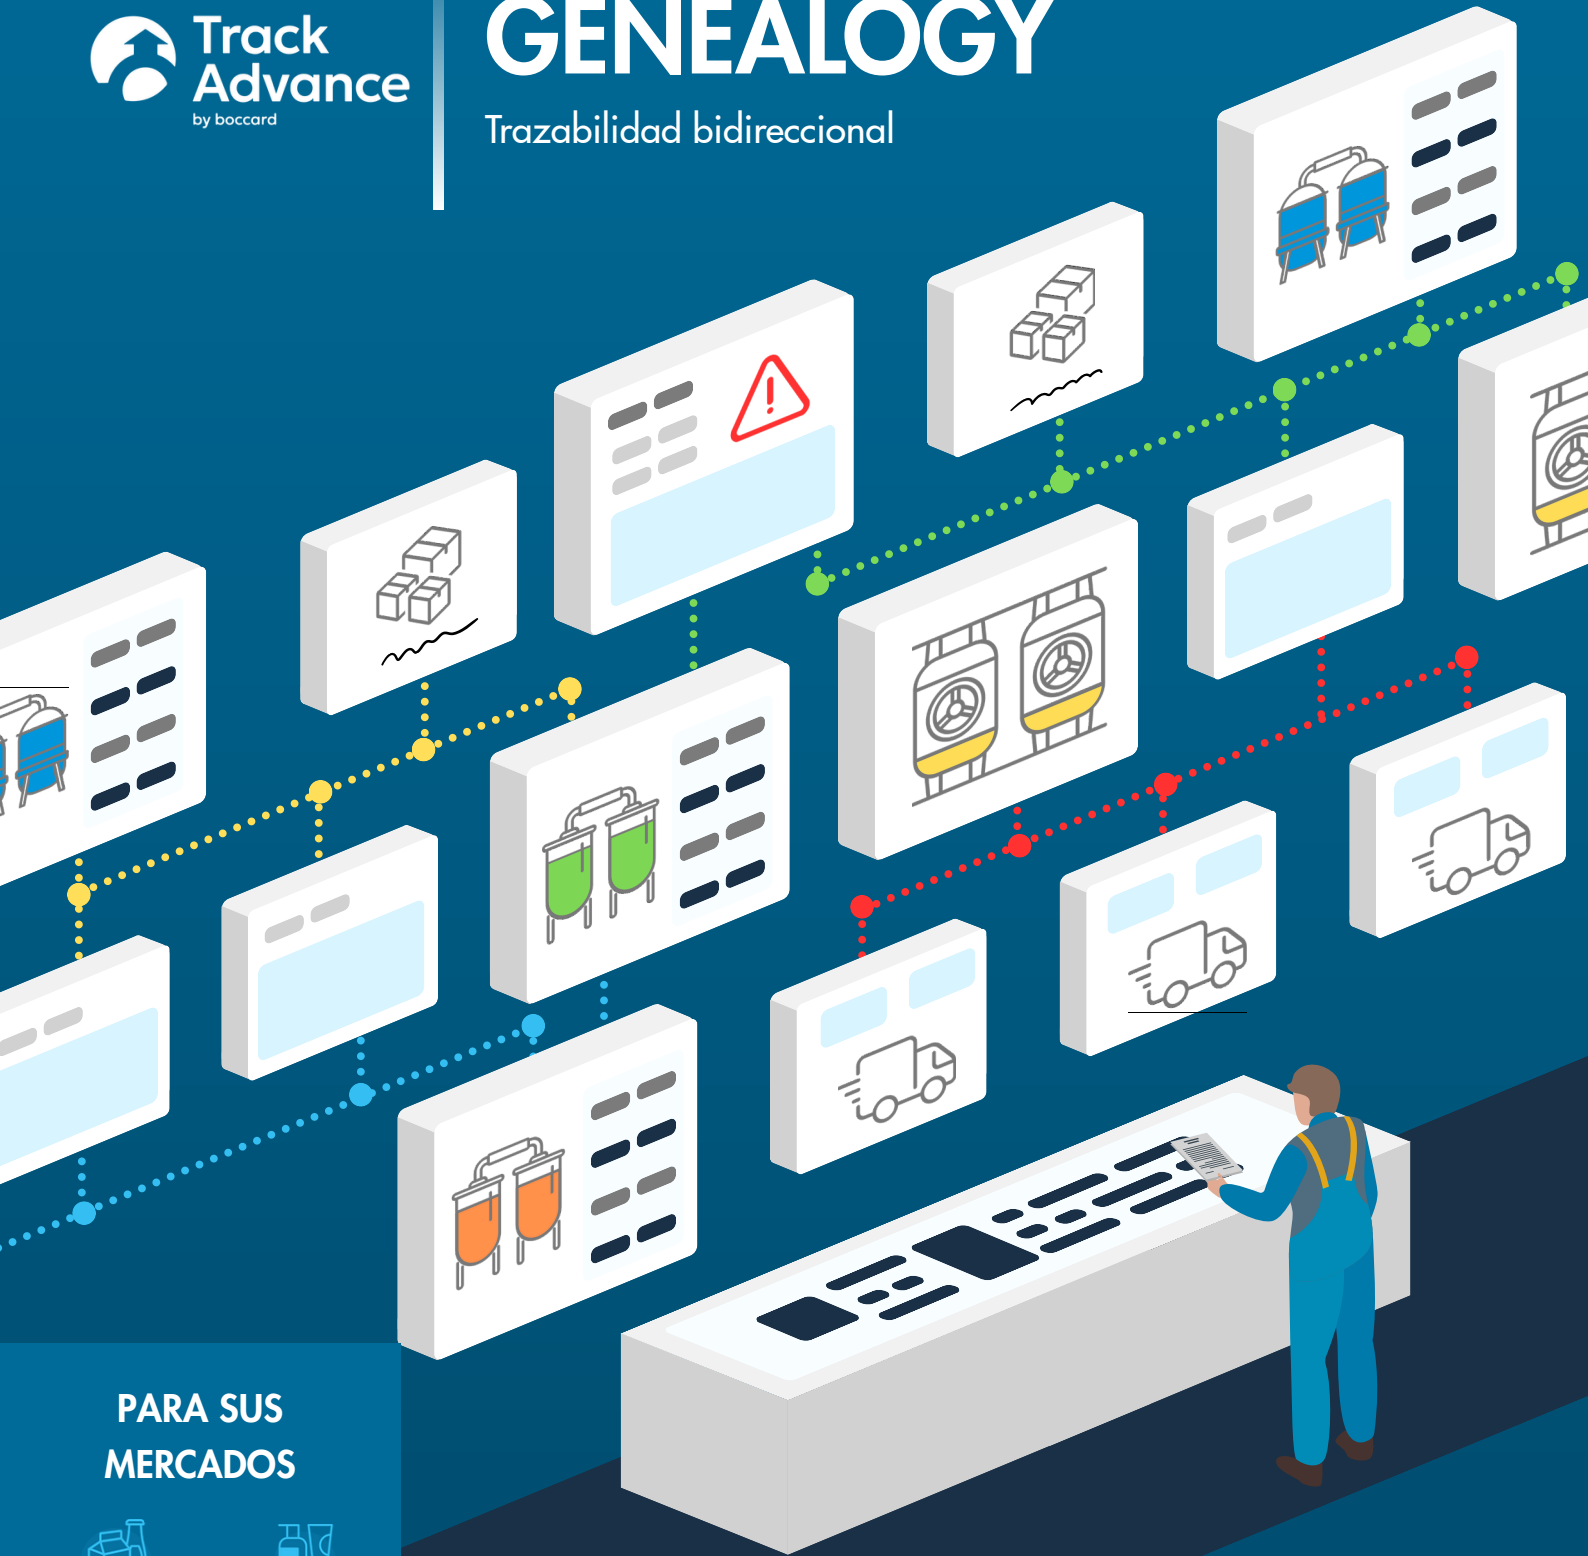 Track
Advance
by boccard
GENEALOGY
Trazabilidad bidireccional
PARA SUS
MERCADOS